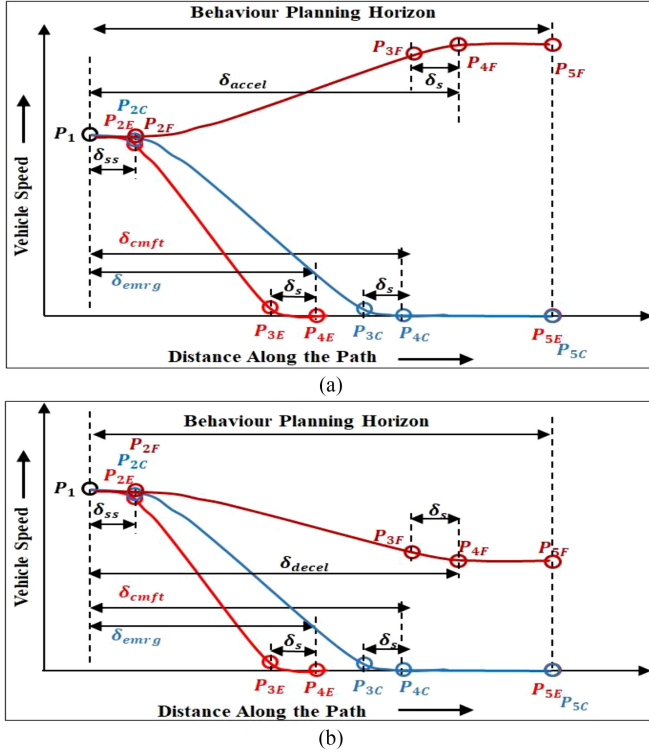 Behaviour Planning Horizon
P3F
P4F
P5F
δaccel
δs
P2C
P2E P2F
P1
δss
Vehicle Speed
δcmft
δemrg
δs
δs
P3E P4E P3C P4C
P5E P5C
Distance Along the Path
(a)
Behaviour Planning Horizon
P2F
P2C
P2E
P1
δss
δs
P3F
P4F
P5F
δdecel
Vehicle Speed
δcmft
δemrg
δs
δs
P3E P4E P3C P4C
P5E P5C
Distance Along the Path
(b)